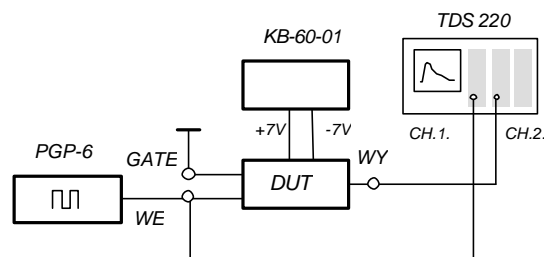 TDS 220
KB-60-01
+7V
-7V
CH.1.
CH.2.
PGP-6
GATE
WY
DUT
WE